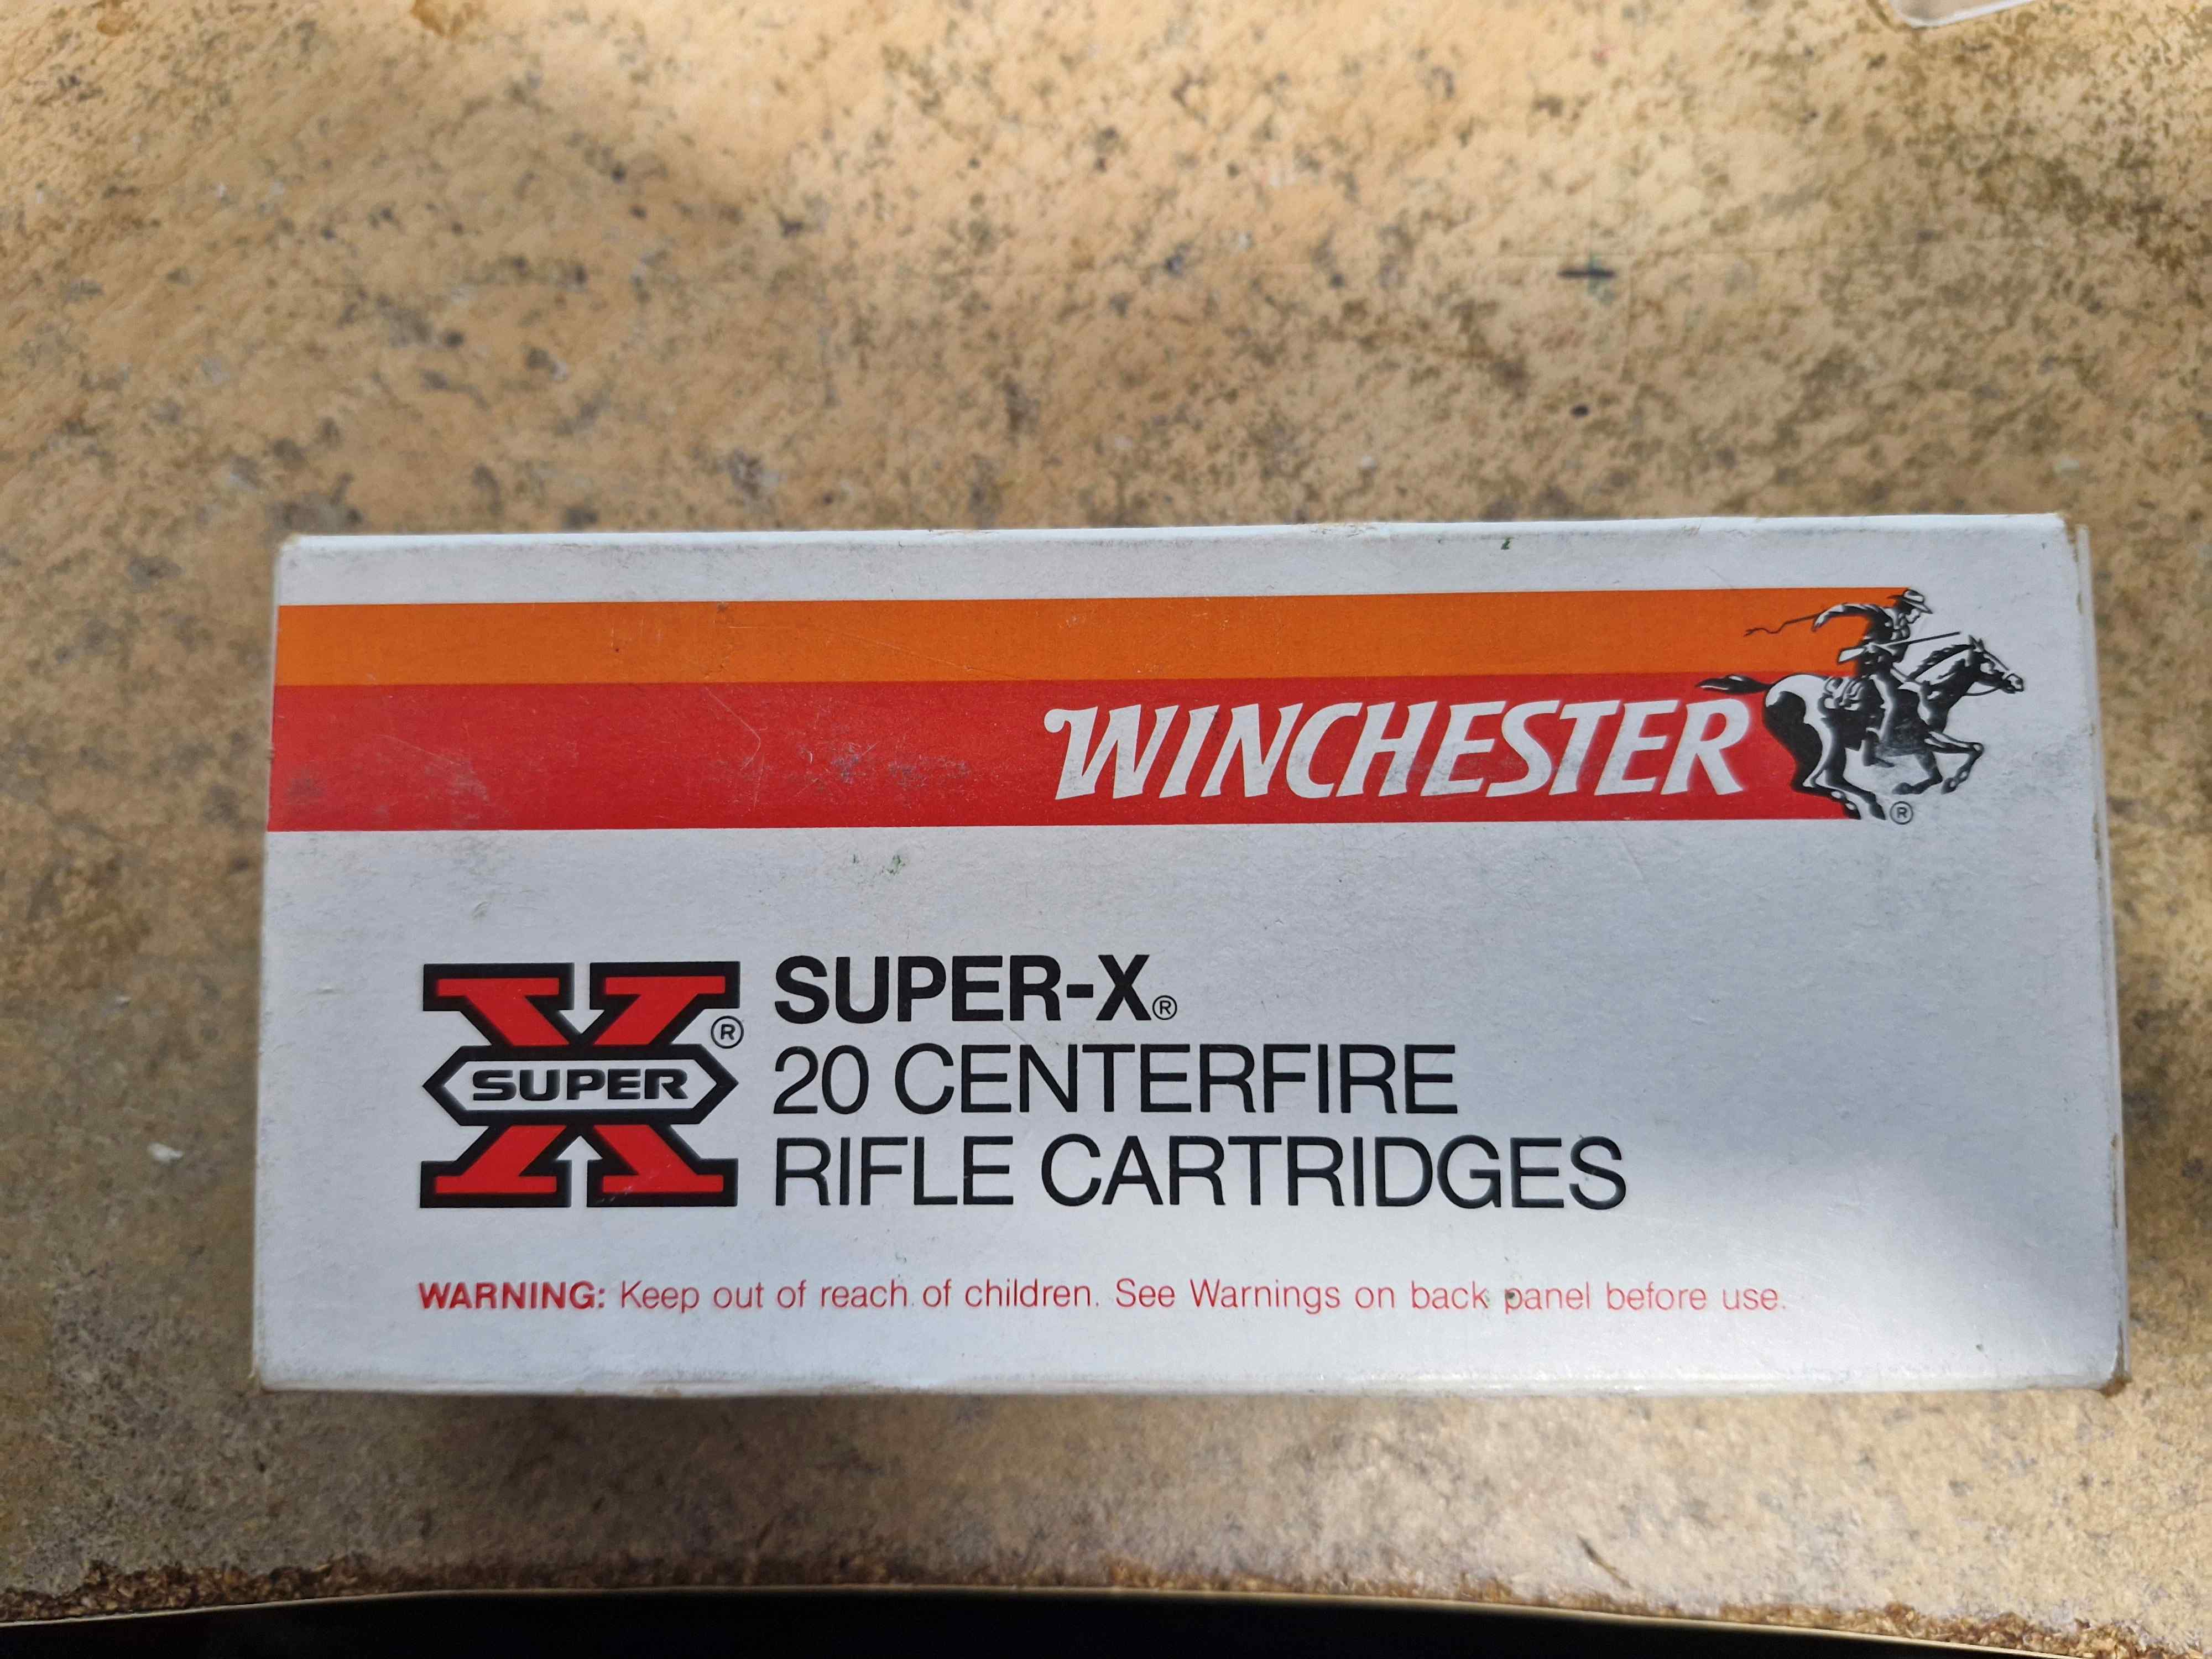 WINCHESTER
®
SUPER ®
SUPER-X®
20 CENTERFIRE
RIFLE CARTRIDGES
WARNING: Keep out of reach of children. See Warnings on back panel before use.